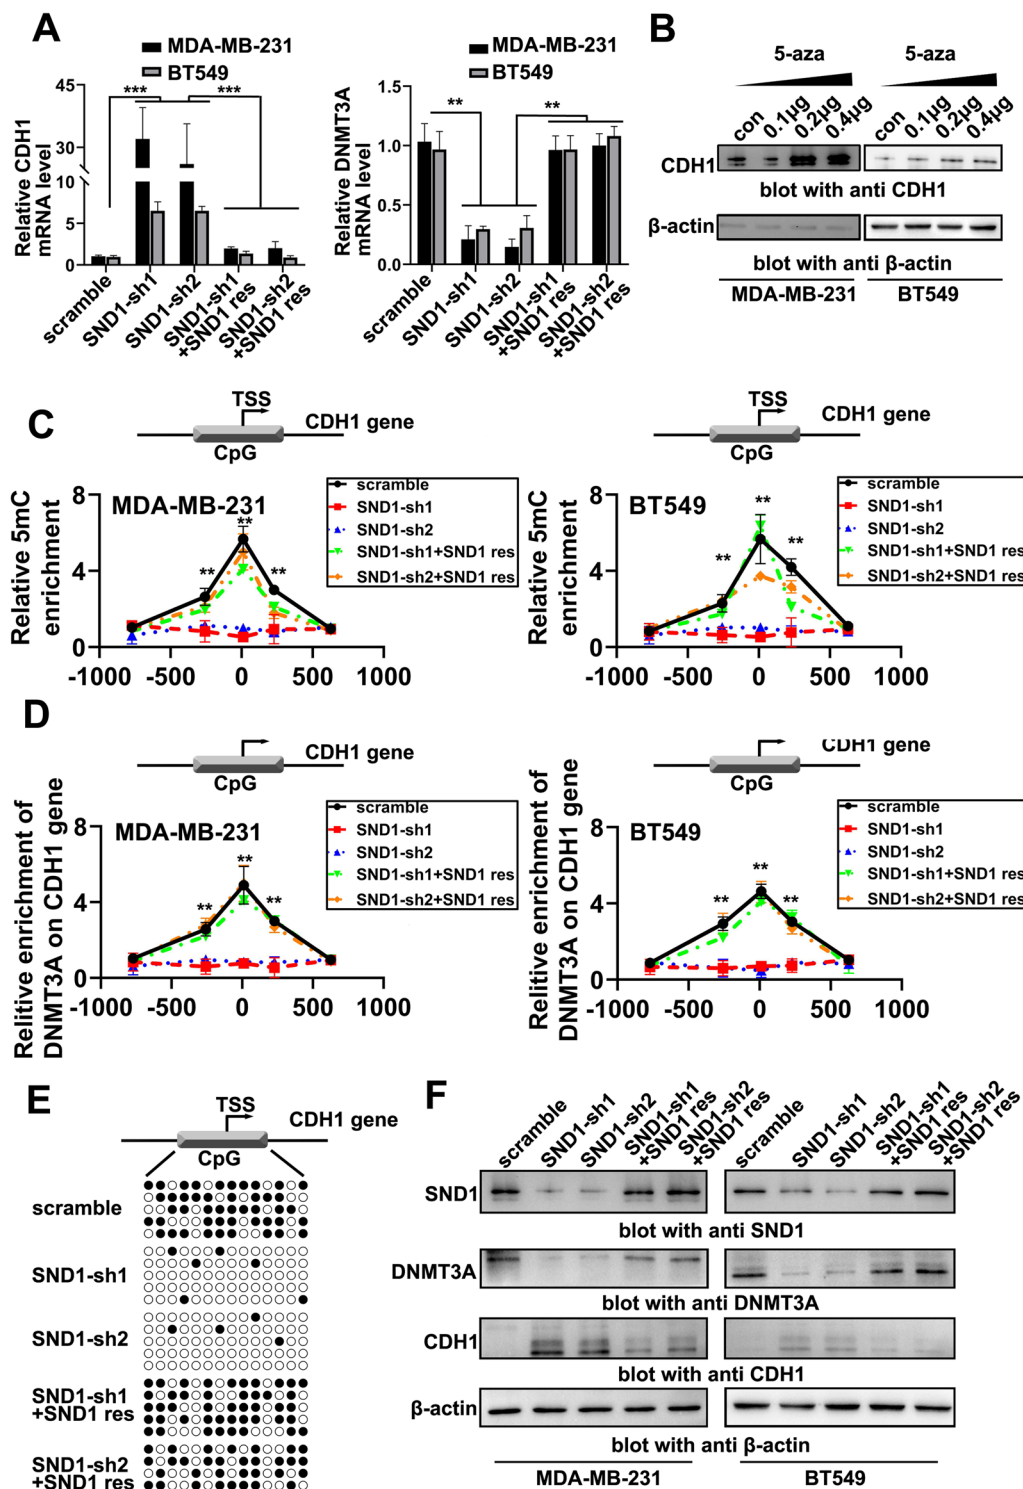 A
MDA-MB-231
BT549
Relative CDH1
mRNA level
45
30
10
5
0
***
***
scramble
SND1-sh1
SND1-sh2
SND1-sh1
+SND1 res
SND1-sh2
+SND1 res
MDA-MB-231
BT549
Relative DNMT3A
mRNA level
1.5
1.0
0.5
0.0
**
**
scramble
SND1-sh1
SND1-sh2
SND1-sh1
+SND1 res
SND1-sh2
+SND1 res
B
5-aza
5-aza
con 0.1μg 0.2μg 0.4μg con 0.1μg 0.2μg 0.4μg
CDH1
blot with anti CDH1
β-actin
blot with anti β-actin
MDA-MB-231 BT549
C
TSS
CDH1 gene
CpG
MDA-MB-231
Relative 5mC
enrichment
8
4
0
** ** **
scramble
SND1-sh1
SND1-sh2
SND1-sh1+SND1 res
SND1-sh2+SND1 res
-1000 -500 0 500 1000
TSS
CDH1 gene
CpG
BT549
Relative 5mC
enrichment
8
4
0
** ** **
scramble
SND1-sh1
SND1-sh2
SND1-sh1+SND1 res
SND1-sh2+SND1 res
-1000 -500 0 500 1000
D
CDH1 gene
CpG
MDA-MB-231
Relitive enrichment of
DNMT3A on CDH1 gene
8
4
0
** ** **
scramble
SND1-sh1
SND1-sh2
SND1-sh1+SND1 res
SND1-sh2+SND1 res
-1000 -500 0 500 1000
CDH1 gene
CpG
BT549
Relitive enrichment of
DNMT3A on CDH1 gene
8
4
0
** ** **
scramble
SND1-sh1
SND1-sh2
SND1-sh1+SND1 res
SND1-sh2+SND1 res
-1000 -500 0 500 1000
E
TSS
CDH1 gene
CpG
scramble
SND1-sh1
SND1-sh2
SND1-sh1
+SND1 res
SND1-sh2
+SND1 res
F
scramble
SND1-sh1
SND1-sh2
SND1-sh1
+SND1 res
SND1-sh2
+SND1 res
scramble
SND1-sh1
SND1-sh2
SND1-sh1
+SND1 res
SND1-sh2
+SND1 res
SND1
blot with anti SND1
DNMT3A
blot with anti DNMT3A
CDH1
blot with anti CDH1
β-actin
blot with anti β-actin
MDA-MB-231 BT549